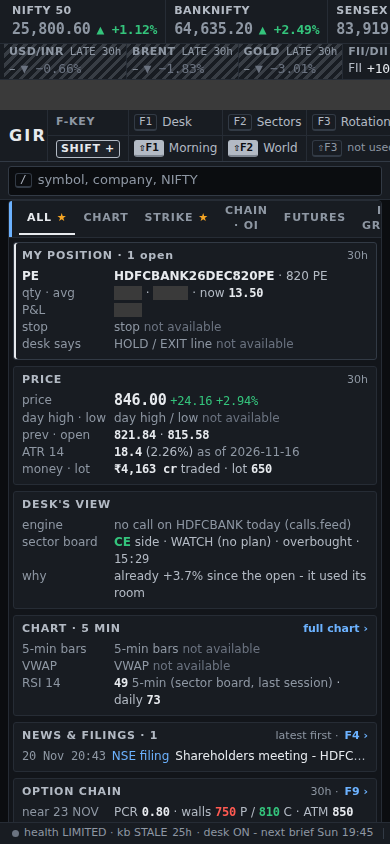 NIFTY 50 BANKNIFTY SENSEX
25,800.60 ▲ +1.12% 64,635.20 ▲ +2.49% 83,919
USD/INR LATE 30h BRENT LATE 30h GOLD LATE 30h FII/DII
– ▼ −0.66% – ▼ −1.83% – ▼ −3.01% FII +10
GIR F-KEY F1 Desk F2 Sectors F3 Rotation
SHIFT + ⇧F1 Morning ⇧F2 World ⇧F3 not used
/ symbol, company, NIFTY
ALL ★ CHART STRIKE ★ CHAIN · OI FUTURES
MY POSITION · 1 open 30h
PE HDFCBANK26DEC820PE · 820 PE
qty · avg · · now 13.50
P&L
stop stop not available
desk says HOLD / EXIT line not available
PRICE 30h
price 846.00 +24.16 +2.94%
day high · low day high / low not available
prev · open 821.84 · 815.58
ATR 14 18.4 (2.26%) as of 2026-11-16
money · lot ₹4,163 cr traded · lot 650
DESK'S VIEW
engine no call on HDFCBANK today (calls.feed)
sector board CE side · WATCH (no plan) · overbought ·
15:29
why already +3.7% since the open - it used its
room
CHART · 5 MIN full chart ›
5-min bars 5-min bars not available
VWAP VWAP not available
RSI 14 49 5-min (sector board, last session) ·
daily 73
NEWS & FILINGS · 1 latest first · F4 ›
20 Nov 20:43 NSE filing Shareholders meeting - HDFC…
OPTION CHAIN 30h · F9 ›
near 23 NOV PCR 0.80 · walls 750 P / 810 C · ATM 850
health LIMITED · kb STALE 25h · desk ON - next brief Sun 19:45